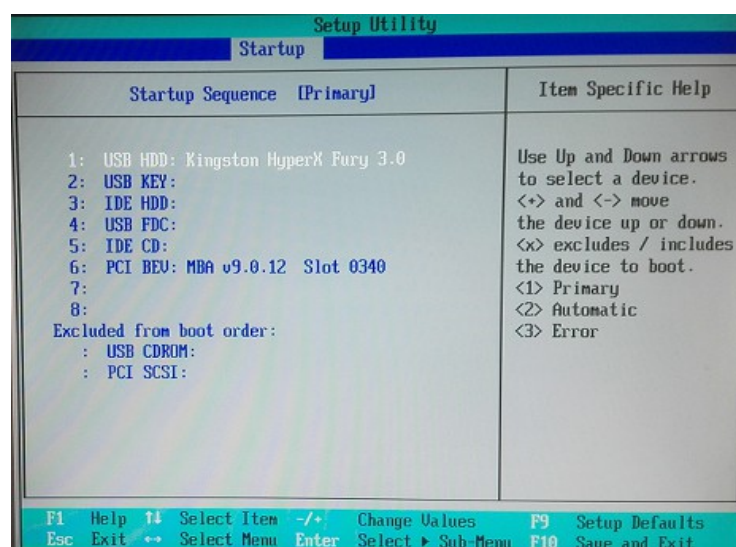 Setup Utility
Startup
Startup Sequence [Primary]
1: USB HDD: Kingston HyperX Fury 3.0
2: USB KEY:
3: IDE HDD:
4: USB FDC:
5: IDE CD:
6: PCI BEV: MBA v9.0.12 Slot 0340
7:
8:
Excluded from boot order:
: USB CDROM:
: PCI SCSI:
Item Specific Help
Use Up and Down arrows
to select a device.
<+> and <-> move
the device up or down.
<x> excludes / includes
the device to boot.
<1> Primary
<2> Automatic
<3> Error
F1 Help ↑↓ Select Item -/+ Change Values F9 Setup Defaults
Esc Exit ↔ Select Menu Enter Select ▶ Sub-Menu F10 Save and Exit